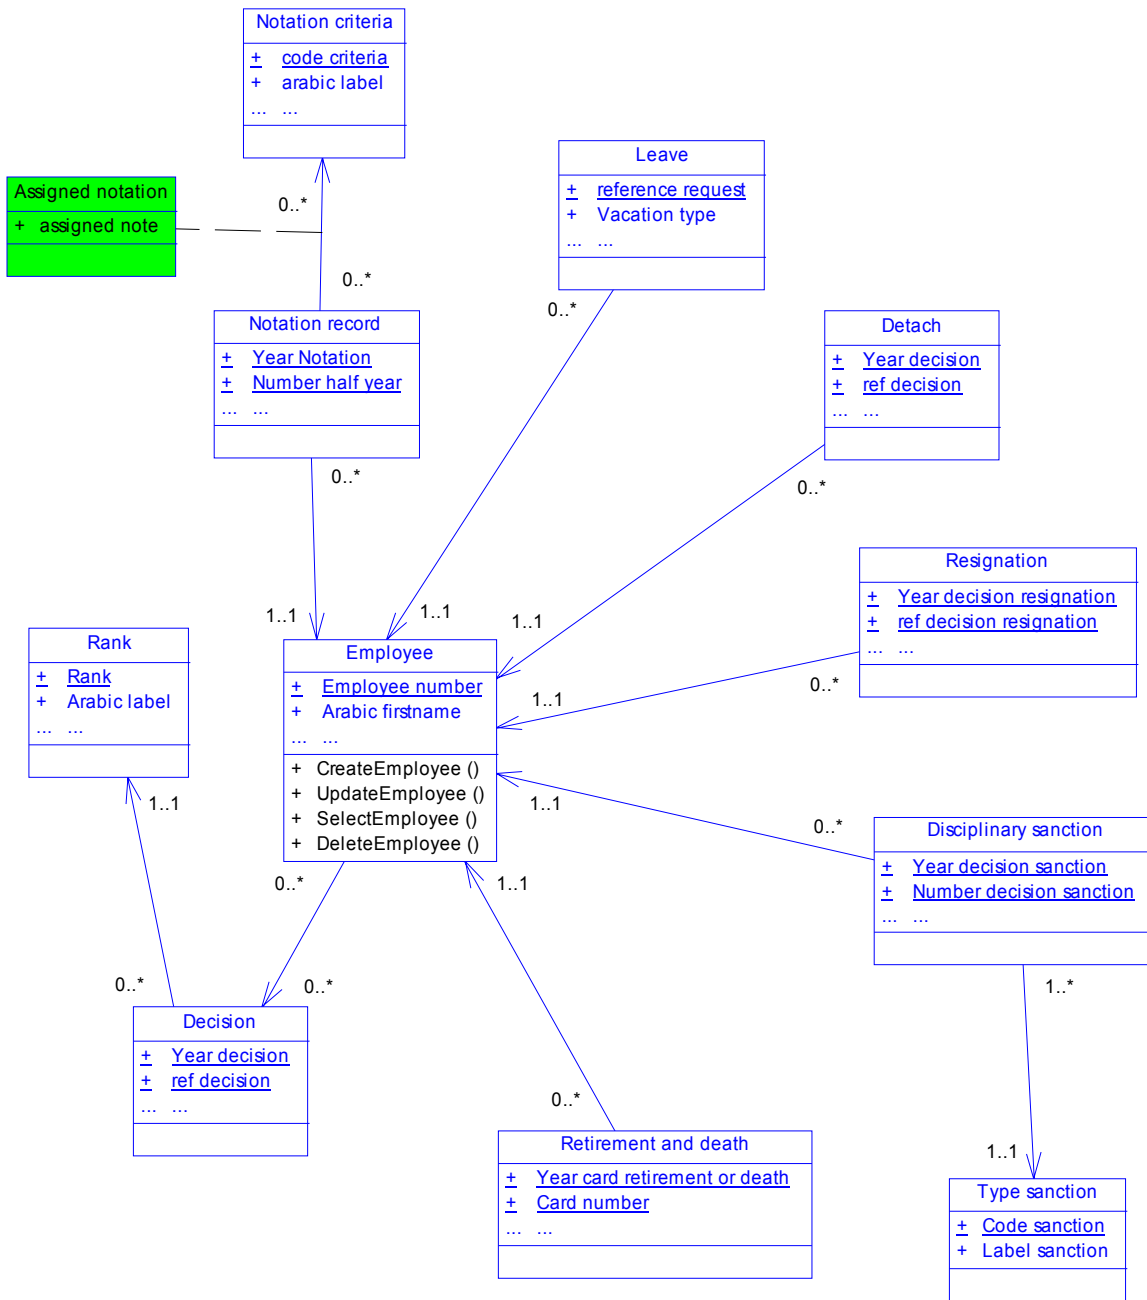 Notation criteria
+ code criteria
+ arabic label
... ...
Assigned notation
+ assigned note
0..*
0..*
Leave
+ reference request
+ Vacation type
... ...
0..*
Notation record
+ Year Notation
+ Number half year
... ...
0..*
Detach
+ Year decision
+ ref decision
... ...
0..*
Resignation
+ Year decision resignation
+ ref decision resignation
... ...
0..*
1..1
1..1
1..1
1..1
1..1
Rank
+ Rank
+ Arabic label
... ...
1..1
Employee
+ Employee number
+ Arabic firstname
... ...
+ CreateEmployee ()
+ UpdateEmployee ()
+ SelectEmployee ()
+ DeleteEmployee ()
0..*
1..1
0..*
Disciplinary sanction
+ Year decision sanction
+ Number decision sanction
... ...
1..*
0..*
0..*
Decision
+ Year decision
+ ref decision
... ...
0..*
Retirement and death
+ Year card retirement or death
+ Card number
... ...
1..1
Type sanction
+ Code sanction
+ Label sanction